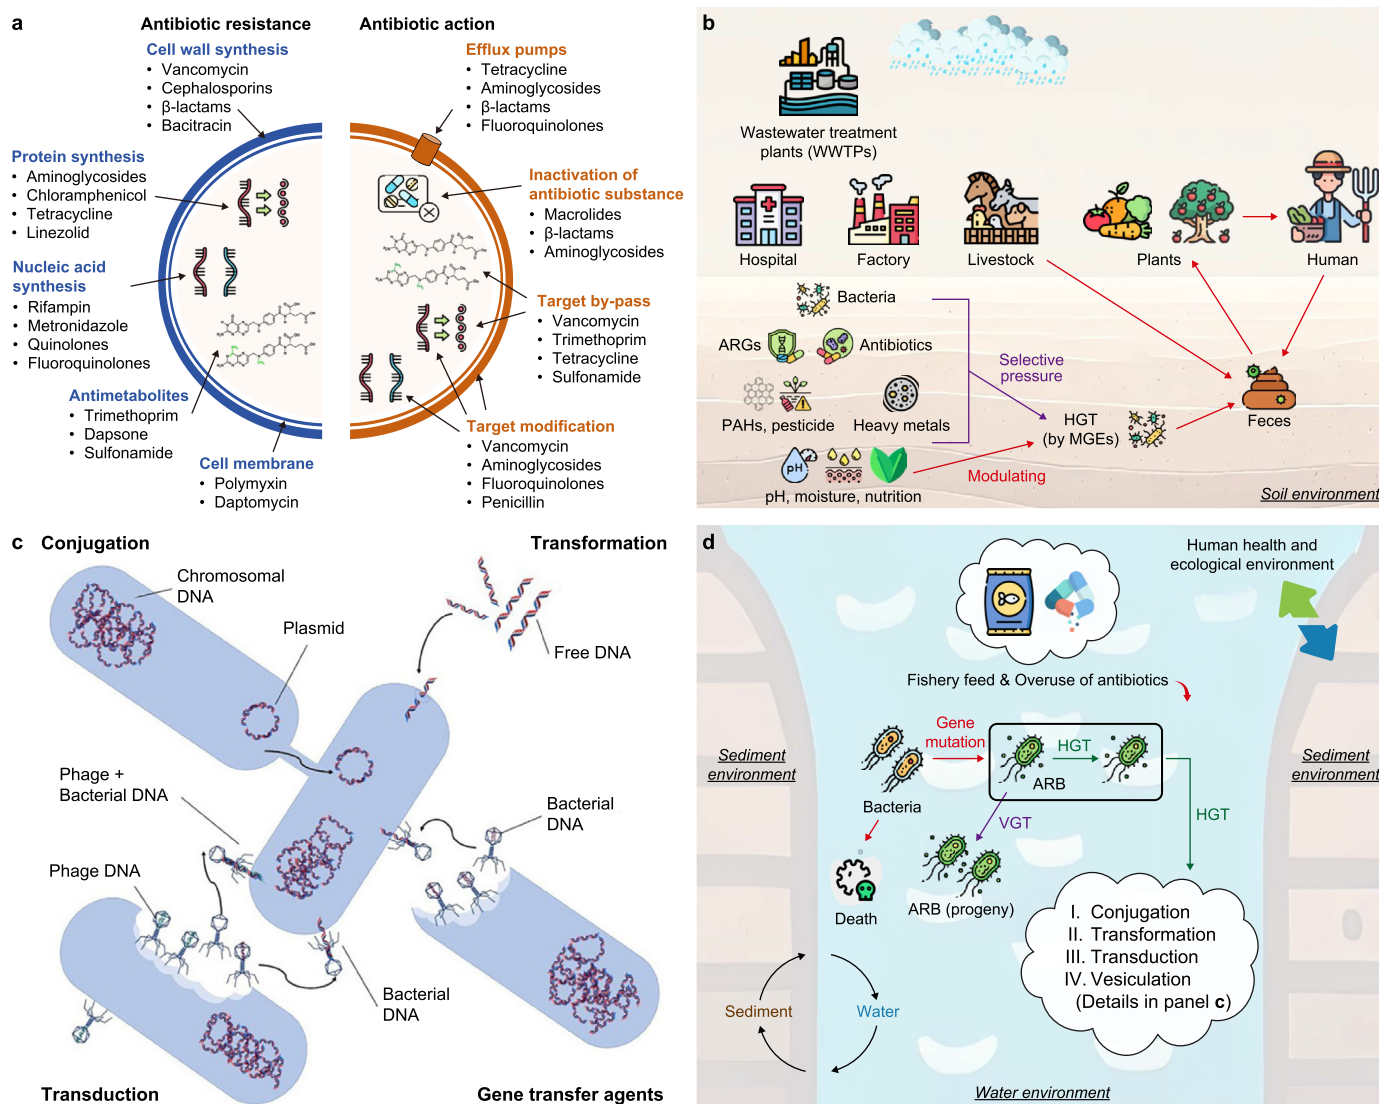 a
Antibiotic resistance
Antibiotic action
Cell wall synthesis
• Vancomycin
• Cephalosporins
• β-lactams
• Bacitracin
Protein synthesis
• Aminoglycosides
• Chloramphenicol
• Tetracycline
• Linezolid
Nucleic acid
synthesis
• Rifampin
• Metronidazole
• Quinolones
• Fluoroquinolones
Antimetabolites
• Trimethoprim
• Dapsone
• Sulfonamide
Cell membrane
• Polymyxin
• Daptomycin
Efflux pumps
• Tetracycline
• Aminoglycosides
• β-lactams
• Fluoroquinolones
Inactivation of
antibiotic substance
• Macrolides
• β-lactams
• Aminoglycosides
Target by-pass
• Vancomycin
• Trimethoprim
• Tetracycline
• Sulfonamide
Target modification
• Vancomycin
• Aminoglycosides
• Fluoroquinolones
• Penicillin
b
Wastewater treatment
plants (WWTPs)
Hospital
Factory
Livestock
Plants
Human
Bacteria
ARGs
Antibiotics
Selective
pressure
PAHs, pesticide
Heavy metals
HGT
(by MGEs)
Feces
pH
Modulating
pH, moisture, nutrition
Soil environment
c
Conjugation
Transformation
Chromosomal
DNA
Plasmid
Free DNA
Phage +
Bacterial DNA
Bacterial
DNA
Phage DNA
Bacterial
DNA
Transduction
Gene transfer agents
d
Human health and
ecological environment
Fishery feed & Overuse of antibiotics
Gene
mutation
HGT
ARB
Sediment
environment
Sediment
environment
Bacteria
VGT
HGT
Death
ARB (progeny)
I. Conjugation
II. Transformation
III. Transduction
IV. Vesiculation
(Details in panel c)
Sediment
Water
Water environment